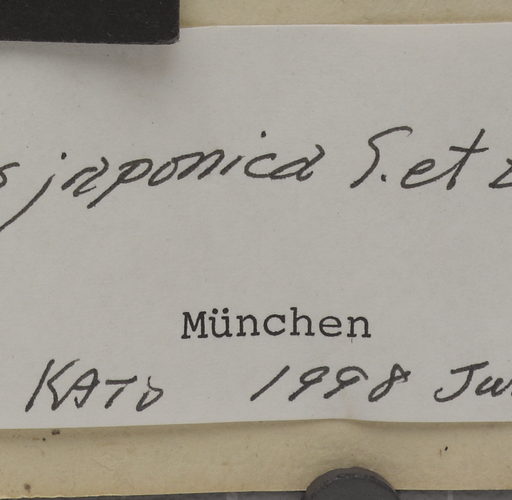 japonica S. et
München
KATO 1998